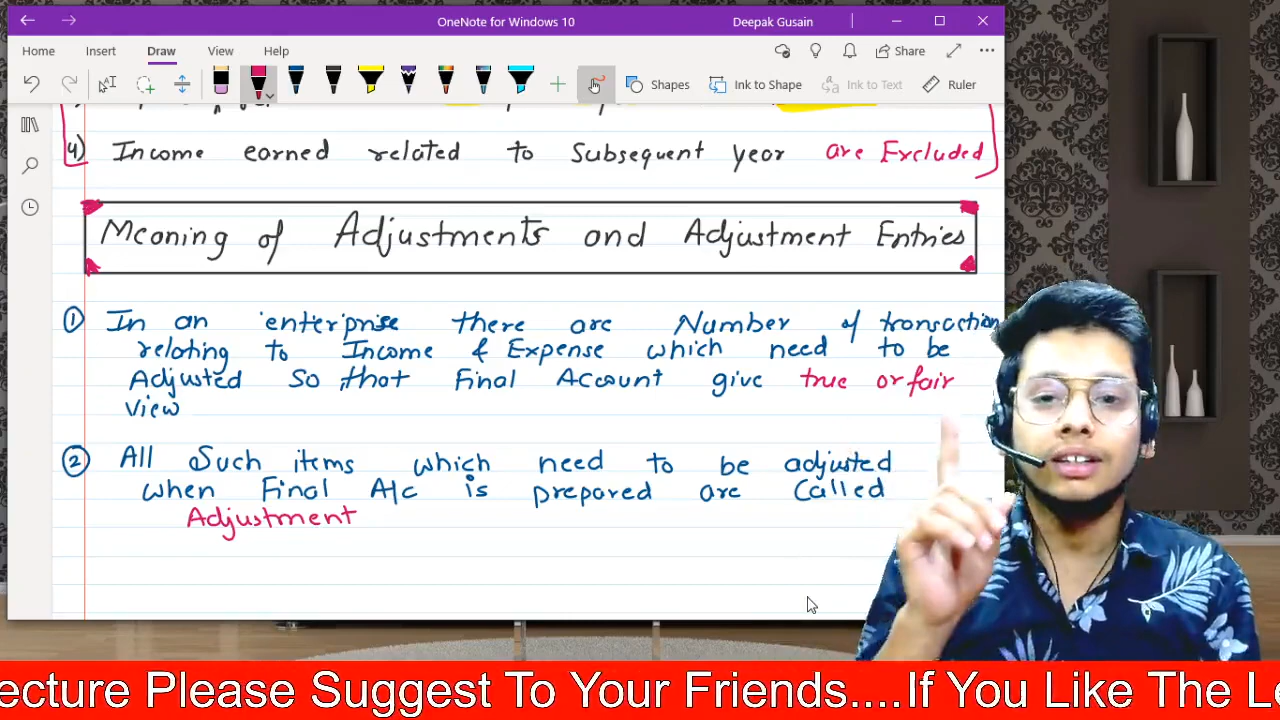 OneNote for Windows 10
Deepak Gusain
Home Insert Draw View Help
Share
Shapes Ink to Shape Ink to Text Ruler
4) Income earned related to Subsequent year are Excluded
Meaning of Adjustments and Adjustment Entries
① In an enterprise there are Number of transaction
relating to Income & Expense which need to be
Adjusted So that Final Account give true or fair
view
② All Such items which need to be adjusted
when Final A/c is prepared are Called
Adjustment
ecture Please Suggest To Your Friends....If You Like The Le